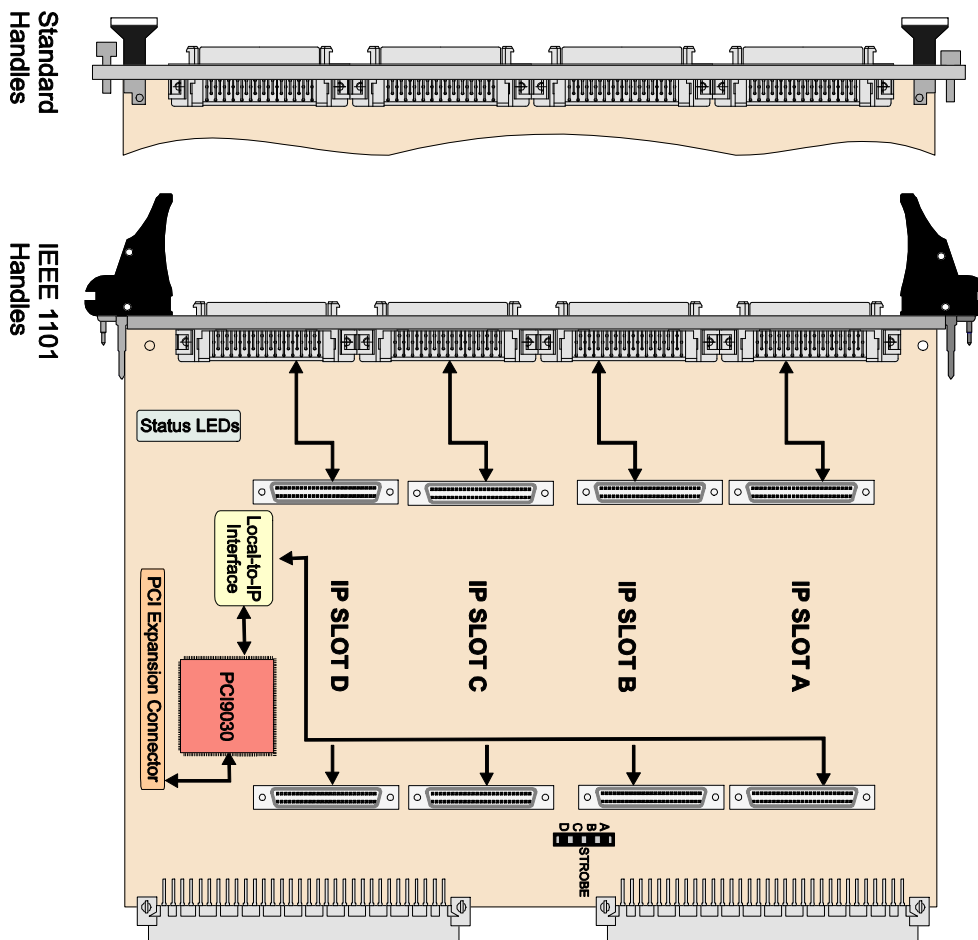 Standard
Handles
IEEE 1101
Handles
Status LEDs
Local-to-IP
Interface
PCI Expansion Connector
PCI9030
IP SLOT D
IP SLOT C
IP SLOT B
IP SLOT A
A
B
C
D
STROBE